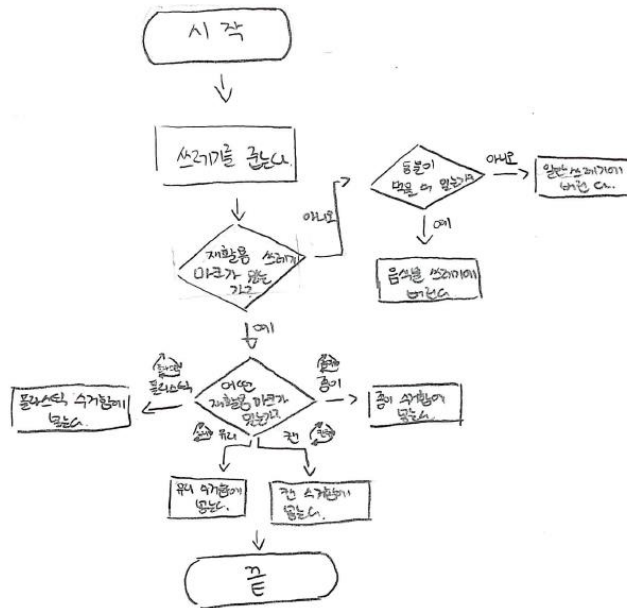 시작
쓰레기를 줍는다.
재활용 쓰레기
마크가 있는
가?
아니오
동물이
먹을 수 있는가?
아니오
일반 쓰레기에
버린다.
예
음식물 쓰레기에
버린다.
예
어떤
재활용 마크가
있는가?
플라스틱
플라스틱 수거함에
넣는다.
종이
종이 수거함에
넣는다.
유리
유리 수거함에
넣는다.
캔
캔 수거함에
넣는다.
끝